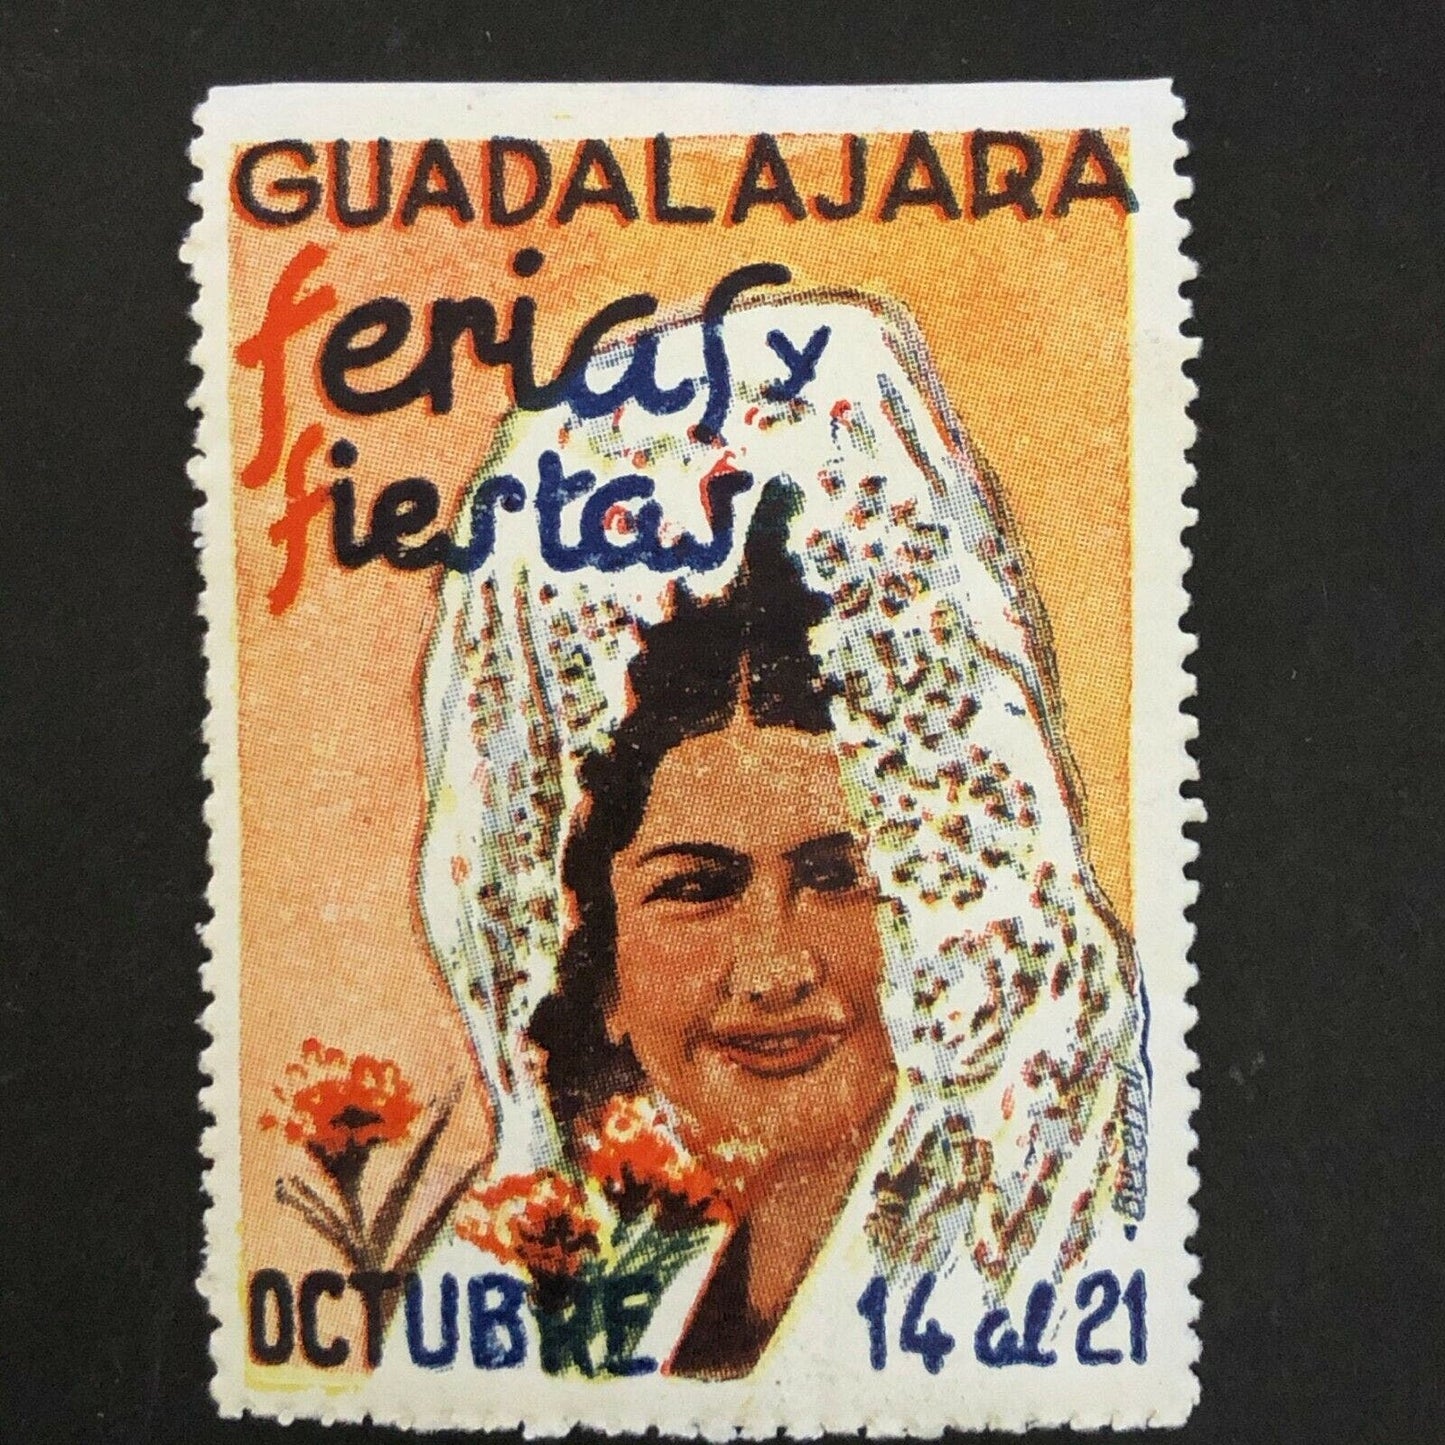 GUADALAJARA
ferias y
fiestas
OCTUBRE 14 al 21